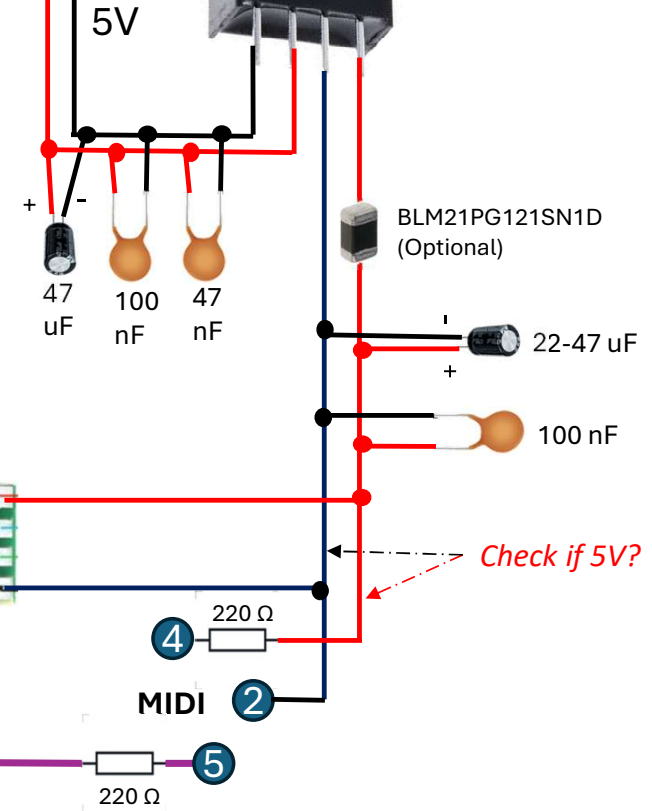 5V
BLM21PG121SN1D
(Optional)
+
-
47
uF
100
nF
47
nF
-
22-47 uF
+
100 nF
Check if 5V?
220 Ω
4
MIDI
2
5
220 Ω